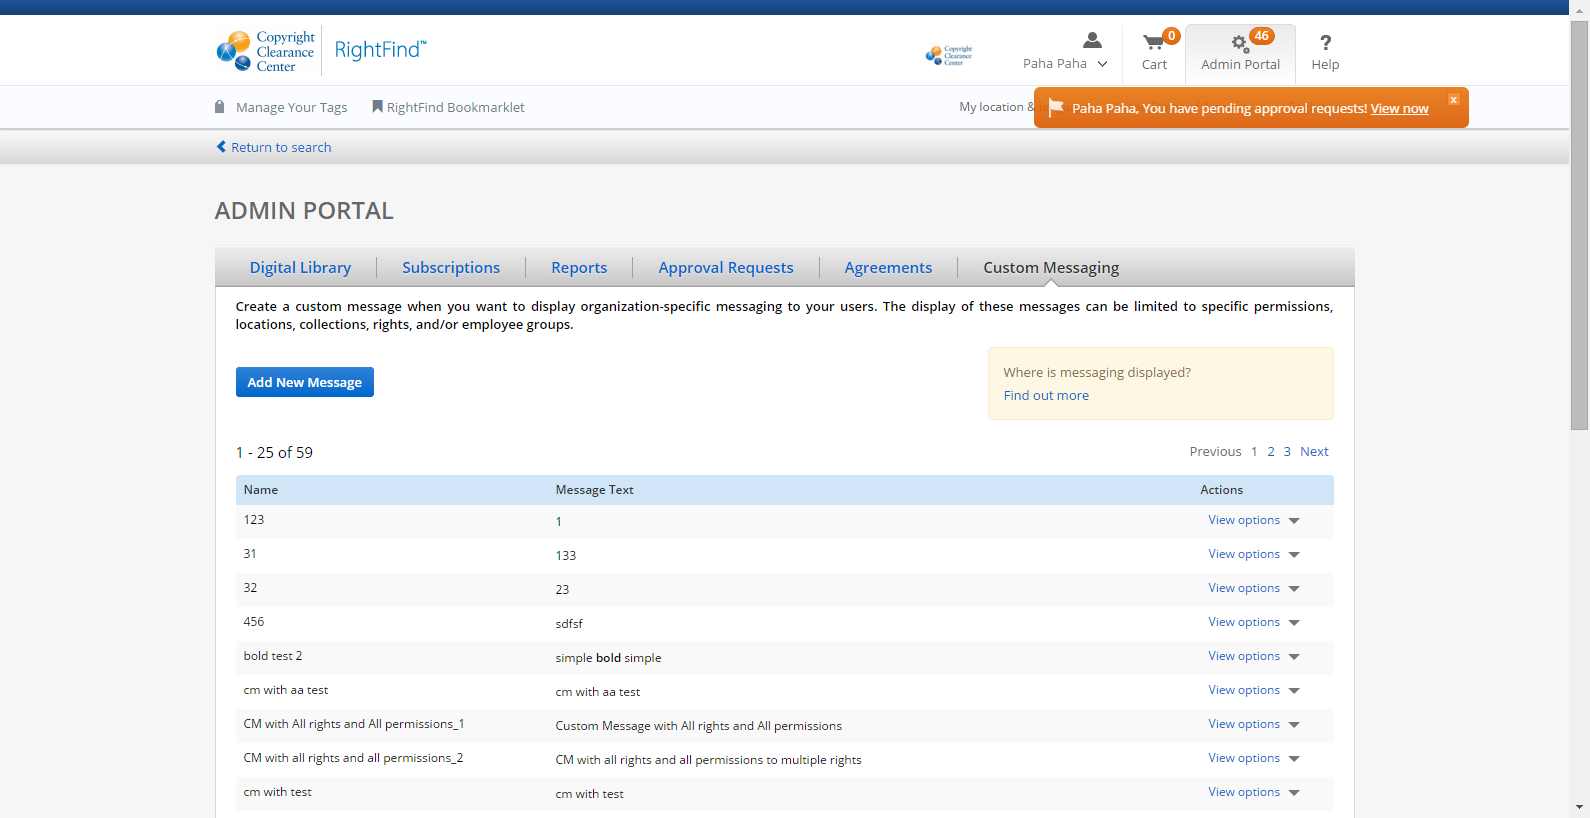 Copyright
Clearance
Center
RightFind™
Copyright
Clearance
Center
Paha Paha
0
Cart
46
Admin Portal
?
Help
Manage Your Tags
RightFind Bookmarklet
My location &
Paha Paha, You have pending approval requests! View now
x
Return to search
ADMIN PORTAL
Digital Library
Subscriptions
Reports
Approval Requests
Agreements
Custom Messaging
Create a custom message when you want to display organization-specific messaging to your users. The display of these messages can be limited to specific permissions,
locations, collections, rights, and/or employee groups.
Add New Message
Where is messaging displayed?
Find out more
1 - 25 of 59
Previous 1 2 3 Next
Name Message Text Actions
123 1 View options
31 133 View options
32 23 View options
456 sdfsf View options
bold test 2 simple bold simple View options
cm with aa test cm with aa test View options
CM with All rights and All permissions_1 Custom Message with All rights and All permissions View options
CM with all rights and all permissions_2 CM with all rights and all permissions to multiple rights View options
cm with test cm with test View options